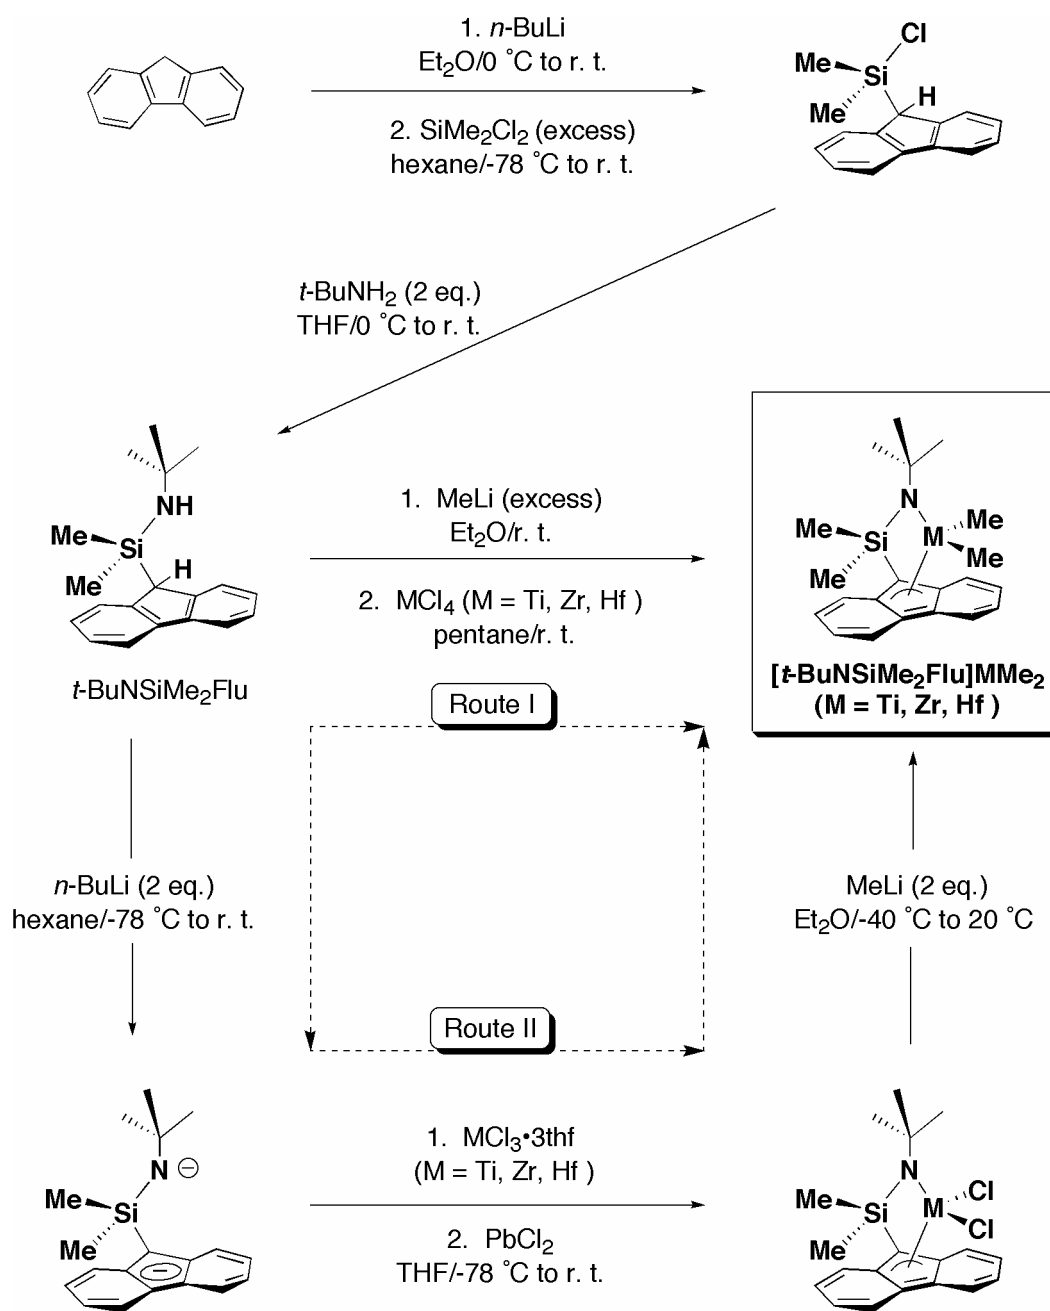 1. n-BuLi
Et₂O/0 °C to r. t.
2. SiMe₂Cl₂ (excess)
hexane/-78 °C to r. t.
Cl
Me
Si
H
Me
t-BuNH₂ (2 eq.)
THF/0 °C to r. t.
NH
Me
Si
H
Me
t-BuNSiMe₂Flu
1. MeLi (excess)
Et₂O/r. t.
2. MCl₄ (M = Ti, Zr, Hf )
pentane/r. t.
N
Me
Me
M
Si
Me
Me
[t-BuNSiMe₂Flu]MMe₂
(M = Ti, Zr, Hf )
Route I
n-BuLi (2 eq.)
hexane/-78 °C to r. t.
MeLi (2 eq.)
Et₂O/-40 °C to 20 °C
Route II
N ⊖
Me
Si
Me
−
1. MCl₃•3thf
(M = Ti, Zr, Hf )
2. PbCl₂
THF/-78 °C to r. t.
N
Me
Cl
M
Si
Cl
Me